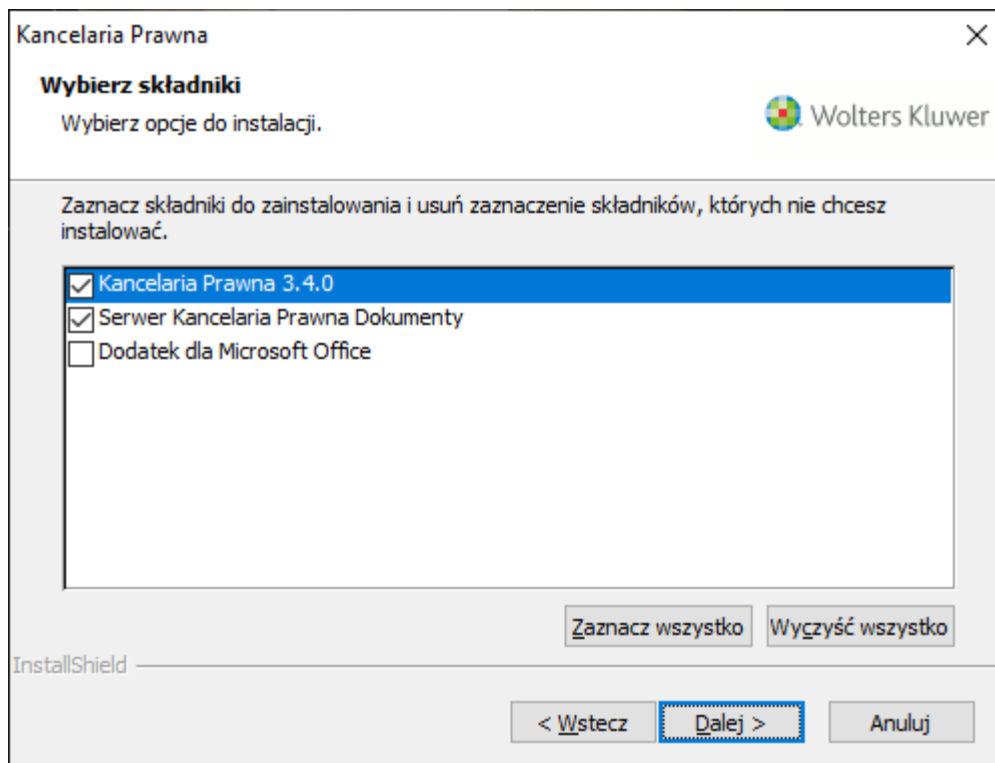 Kancelaria Prawna
Wybierz składniki
Wybierz opcje do instalacji.
Wolters Kluwer
Zaznacz składniki do zainstalowania i usuń zaznaczenie składników, których nie chcesz
instalować.
Kancelaria Prawna 3.4.0
Serwer Kancelaria Prawna Dokumenty
Dodatek dla Microsoft Office
Zaznacz wszystko Wyczyść wszystko
InstallShield
< Wstecz Dalej > Anuluj